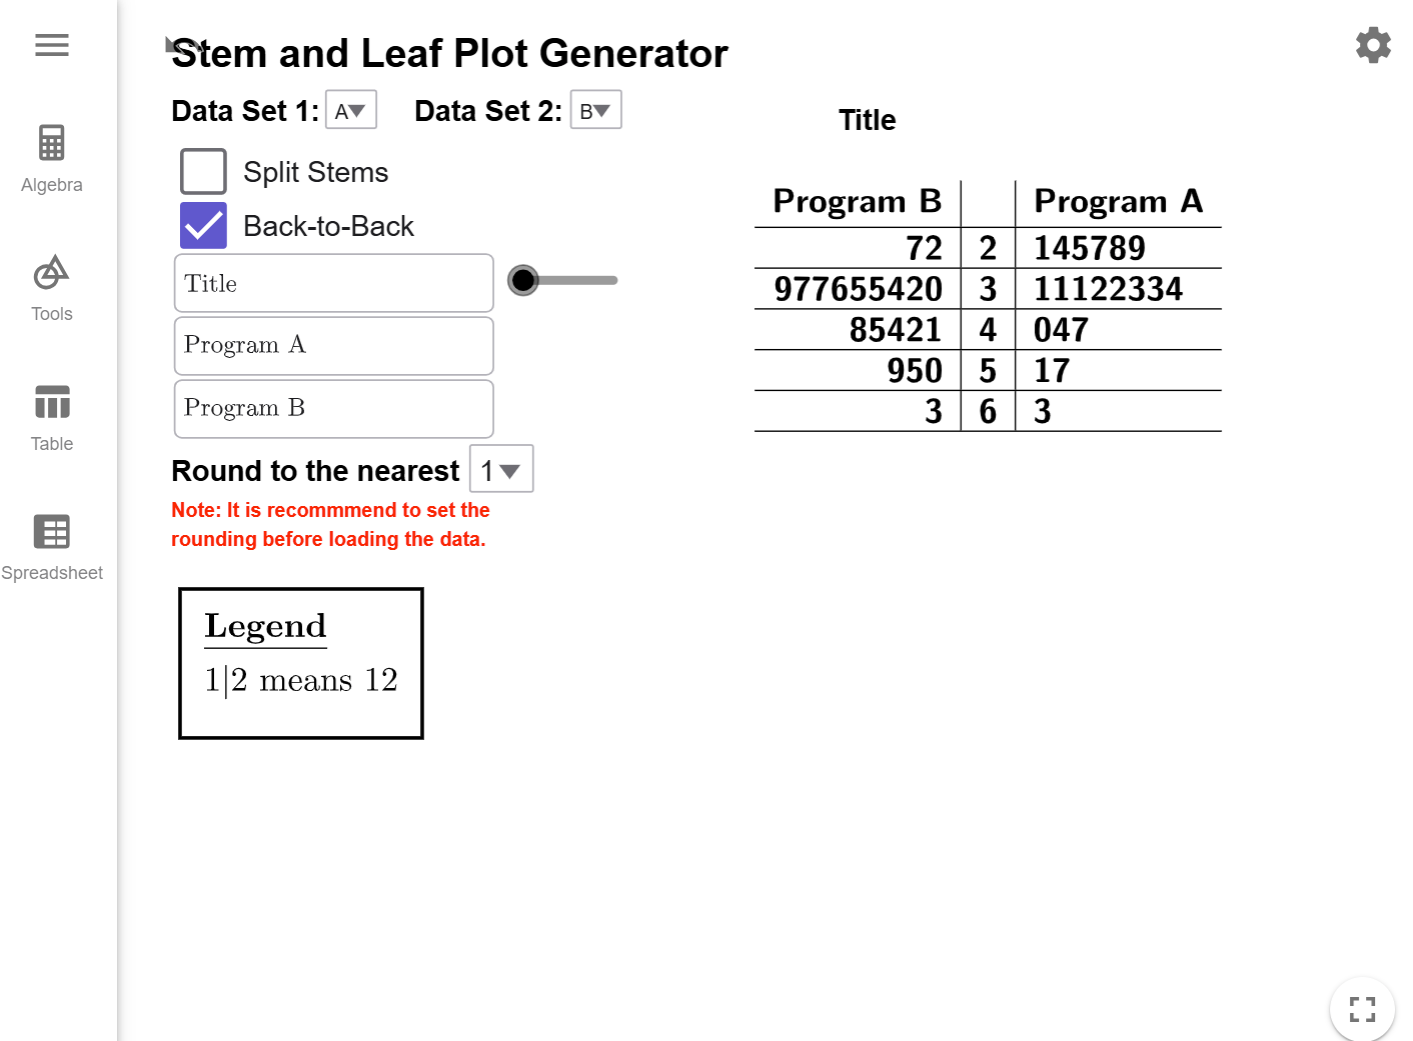 Stem and Leaf Plot Generator
Data Set 1: A Data Set 2: B
Split Stems
Back-to-Back
Title
Program A
Program B
Round to the nearest 1
Note: It is recommmend to set the
rounding before loading the data.
Legend
1|2 means 12
Title
Program B Program A
72 2 145789
977655420 3 11122334
85421 4 047
950 5 17
3 6 3
Algebra
Tools
Table
Spreadsheet